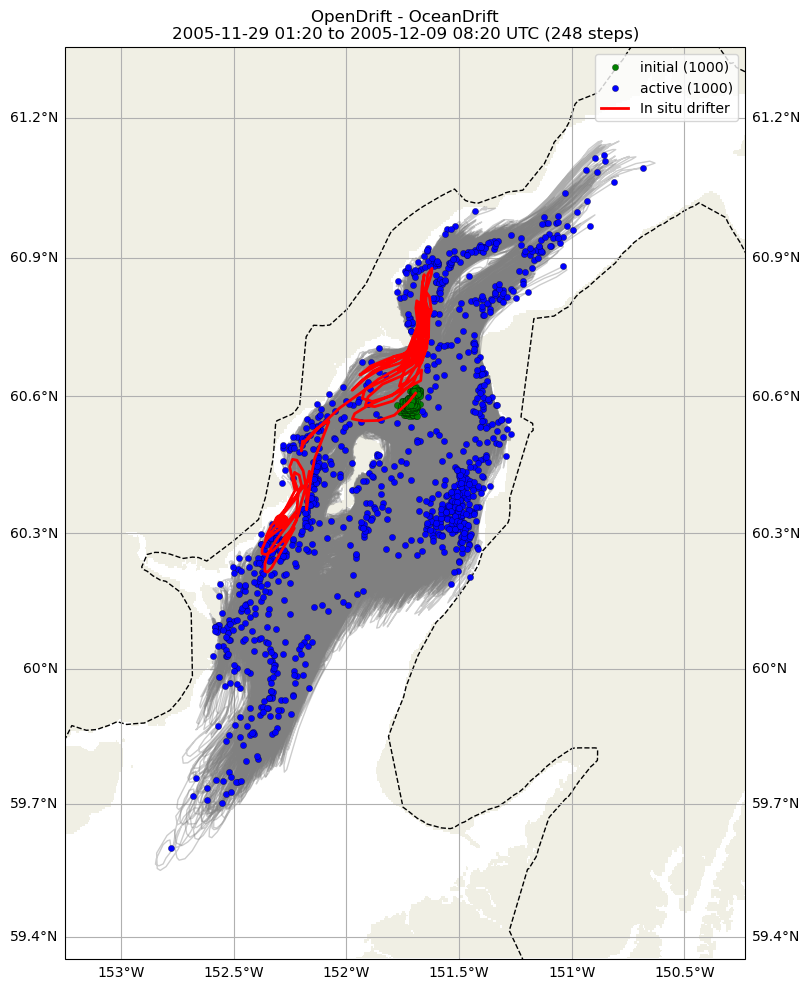 OpenDrift - OceanDrift
2005-11-29 01:20 to 2005-12-09 08:20 UTC (248 steps)
initial (1000)
active (1000)
In situ drifter
61.2°N
61.2°N
60.9°N
60.9°N
60.6°N
60.6°N
60.3°N
60.3°N
60°N
60°N
59.7°N
59.7°N
59.4°N
59.4°N
153°W
152.5°W
152°W
151.5°W
151°W
150.5°W